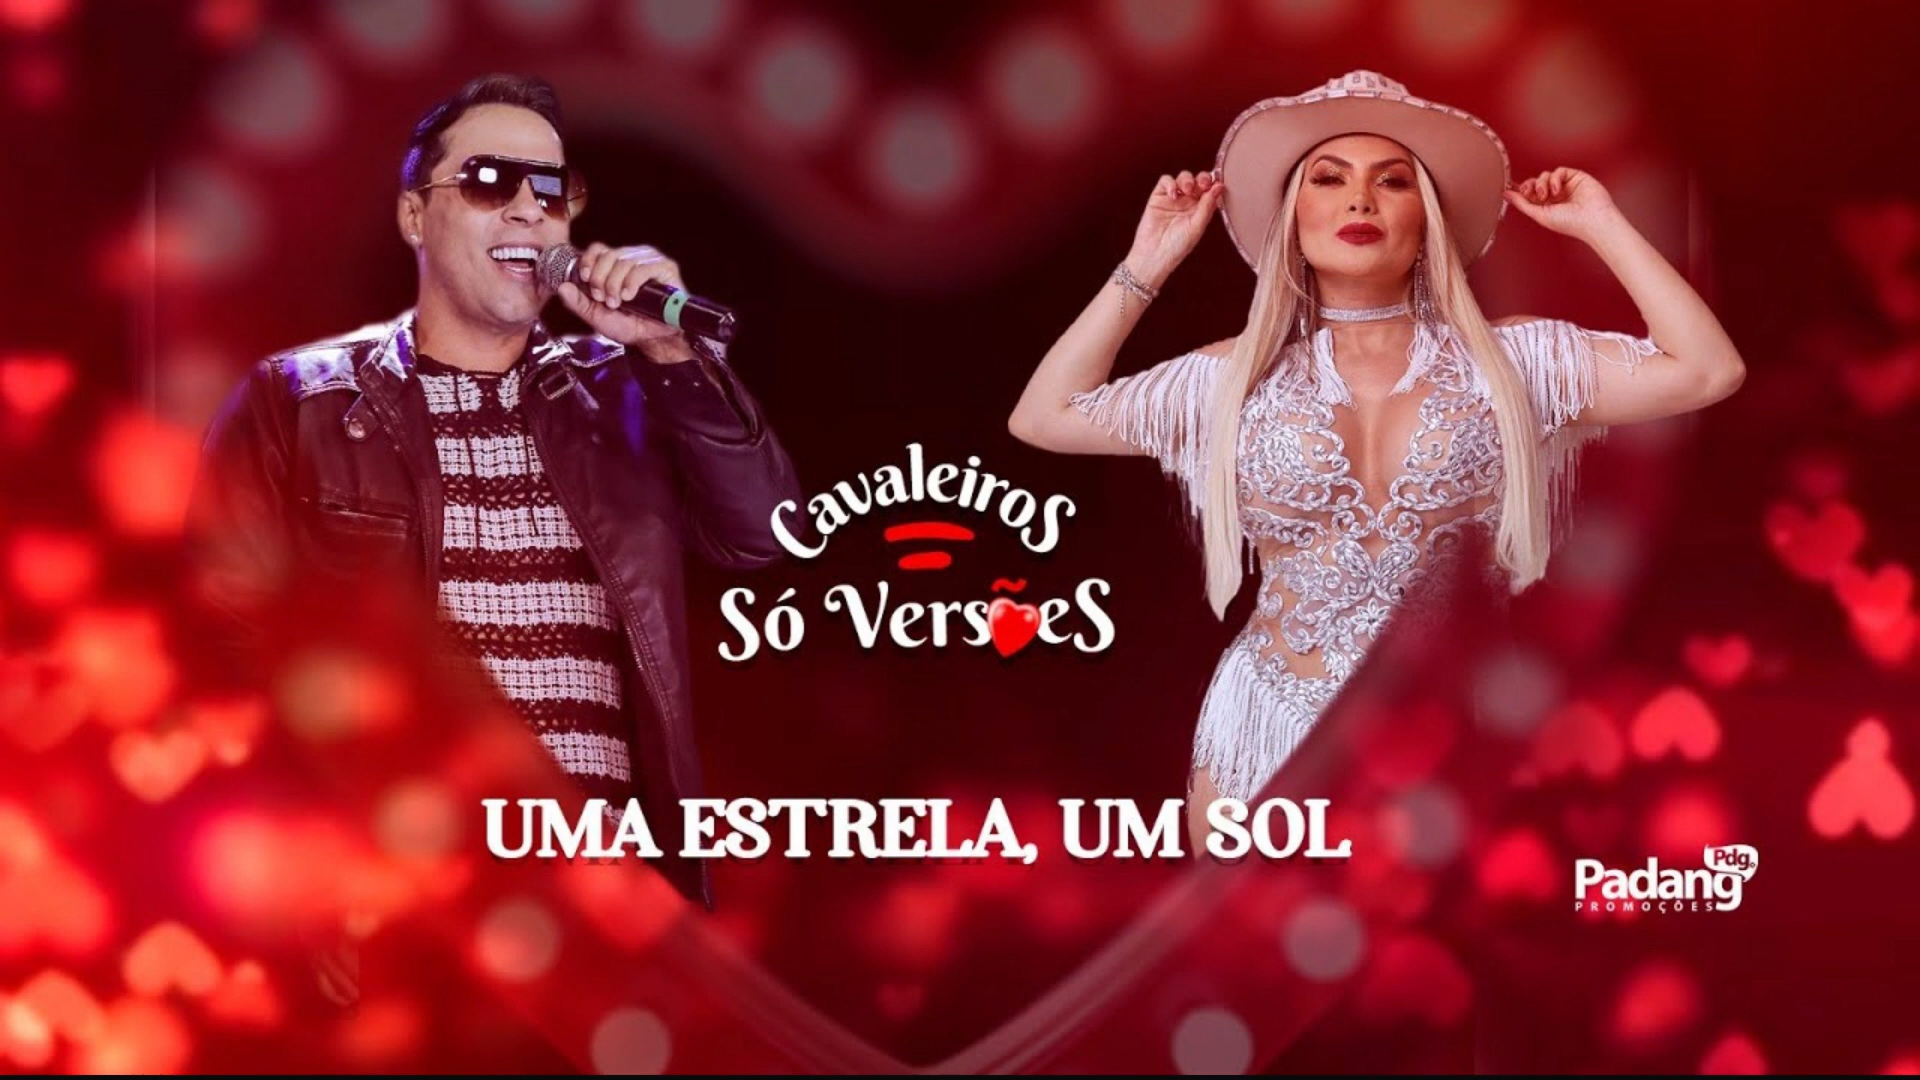 Cavaleiros
Só Versões
UMA ESTRELA, UM SOL
Pdg.
Padang
PROMOÇÕES